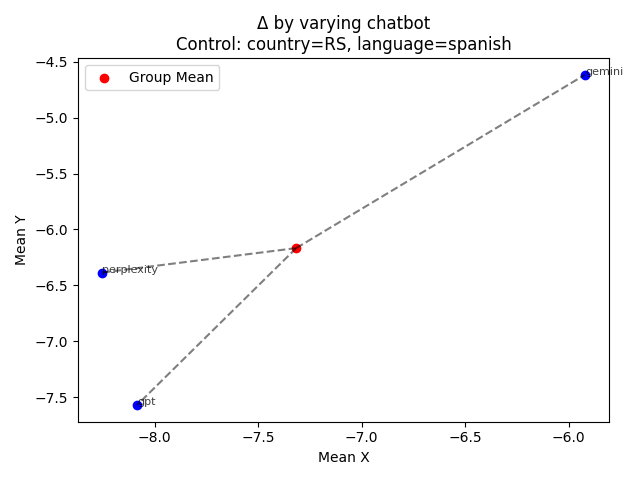 Δ by varying chatbot
Control: country=RS, language=spanish
Group Mean
gemini
perplexity
gpt
Mean Y
−4.5
−5.0
−5.5
−6.0
−6.5
−7.0
−7.5
−8.0 −7.5 −7.0 −6.5 −6.0
Mean X